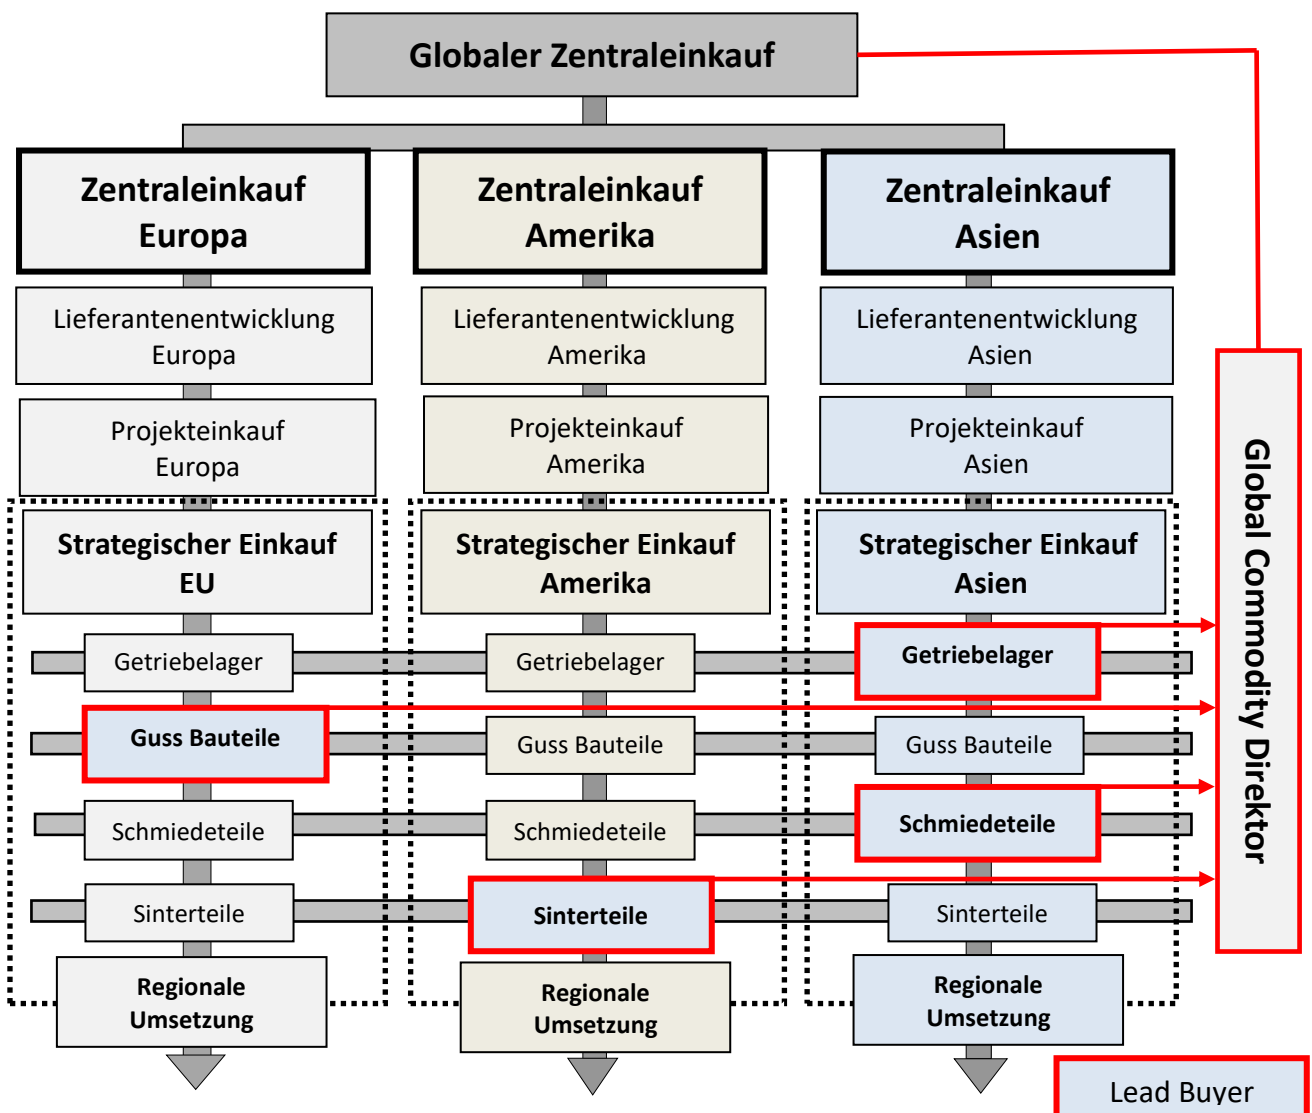 Globaler Zentraleinkauf
Zentraleinkauf
Europa
Zentraleinkauf
Amerika
Zentraleinkauf
Asien
Lieferantenentwicklung
Europa
Lieferantenentwicklung
Amerika
Lieferantenentwicklung
Asien
Projekteinkauf
Europa
Projekteinkauf
Amerika
Projekteinkauf
Asien
Strategischer Einkauf
EU
Strategischer Einkauf
Amerika
Strategischer Einkauf
Asien
Getriebelager
Getriebelager
Getriebelager
Guss Bauteile
Guss Bauteile
Guss Bauteile
Schmiedeteile
Schmiedeteile
Schmiedeteile
Sinterteile
Sinterteile
Sinterteile
Regionale
Umsetzung
Regionale
Umsetzung
Regionale
Umsetzung
Global Commodity Direktor
Lead Buyer